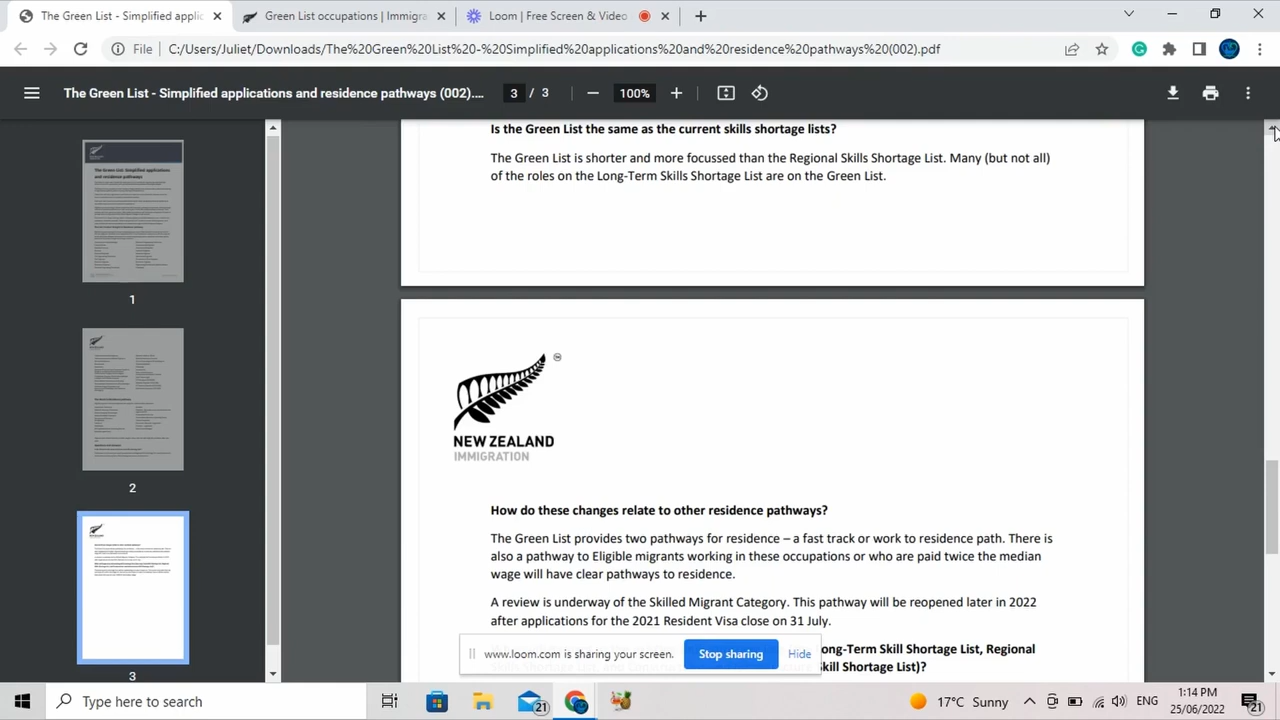 The Green List - Simplified applic
Green List occupations | Immigra
Loom | Free Screen & Video
File
C:/Users/Juliet/Downloads/The%20Green%20List%20-%20Simplified%20applications%20and%20residence%20pathways%20(002).pdf
The Green List - Simplified applications and residence pathways (002)....
3 / 3
100%
1
2
3
Is the Green List the same as the current skills shortage lists?
The Green List is shorter and more focussed than the Regional Skills Shortage List. Many (but not all)
of the roles on the Long-Term Skills Shortage List are on the Green List.
NEW ZEALAND
IMMIGRATION
How do these changes relate to other residence pathways?
The Green List provides two pathways for residence – a fast track or work to residence path. There is
also a pathway to Eligible migrants working in these occupations or who are paid twice the median
wage will have clear pathways to residence.
A review is underway of the Skilled Migrant Category. This pathway will be reopened later in 2022
after applications for the 2021 Resident Visa close on 31 July.
ong-Term Skill Shortage List, Regional
kill Shortage List)?
www.loom.com is sharing your screen.
Stop sharing
Hide
Type here to search
21
17°C Sunny
ENG
1:14 PM
25/06/2022
21